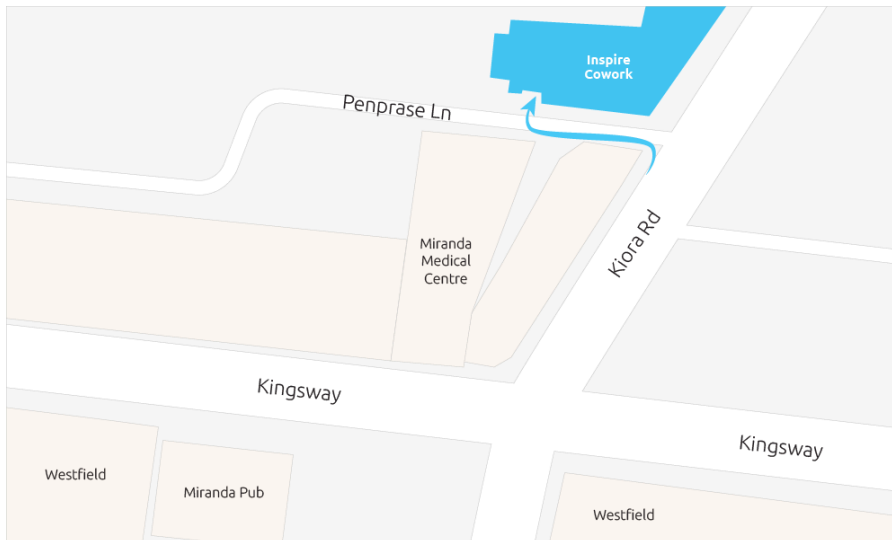 Inspire
Cowork
Penprase Ln
Kiora Rd
Miranda
Medical
Centre
Kingsway
Kingsway
Westfield
Miranda Pub
Westfield